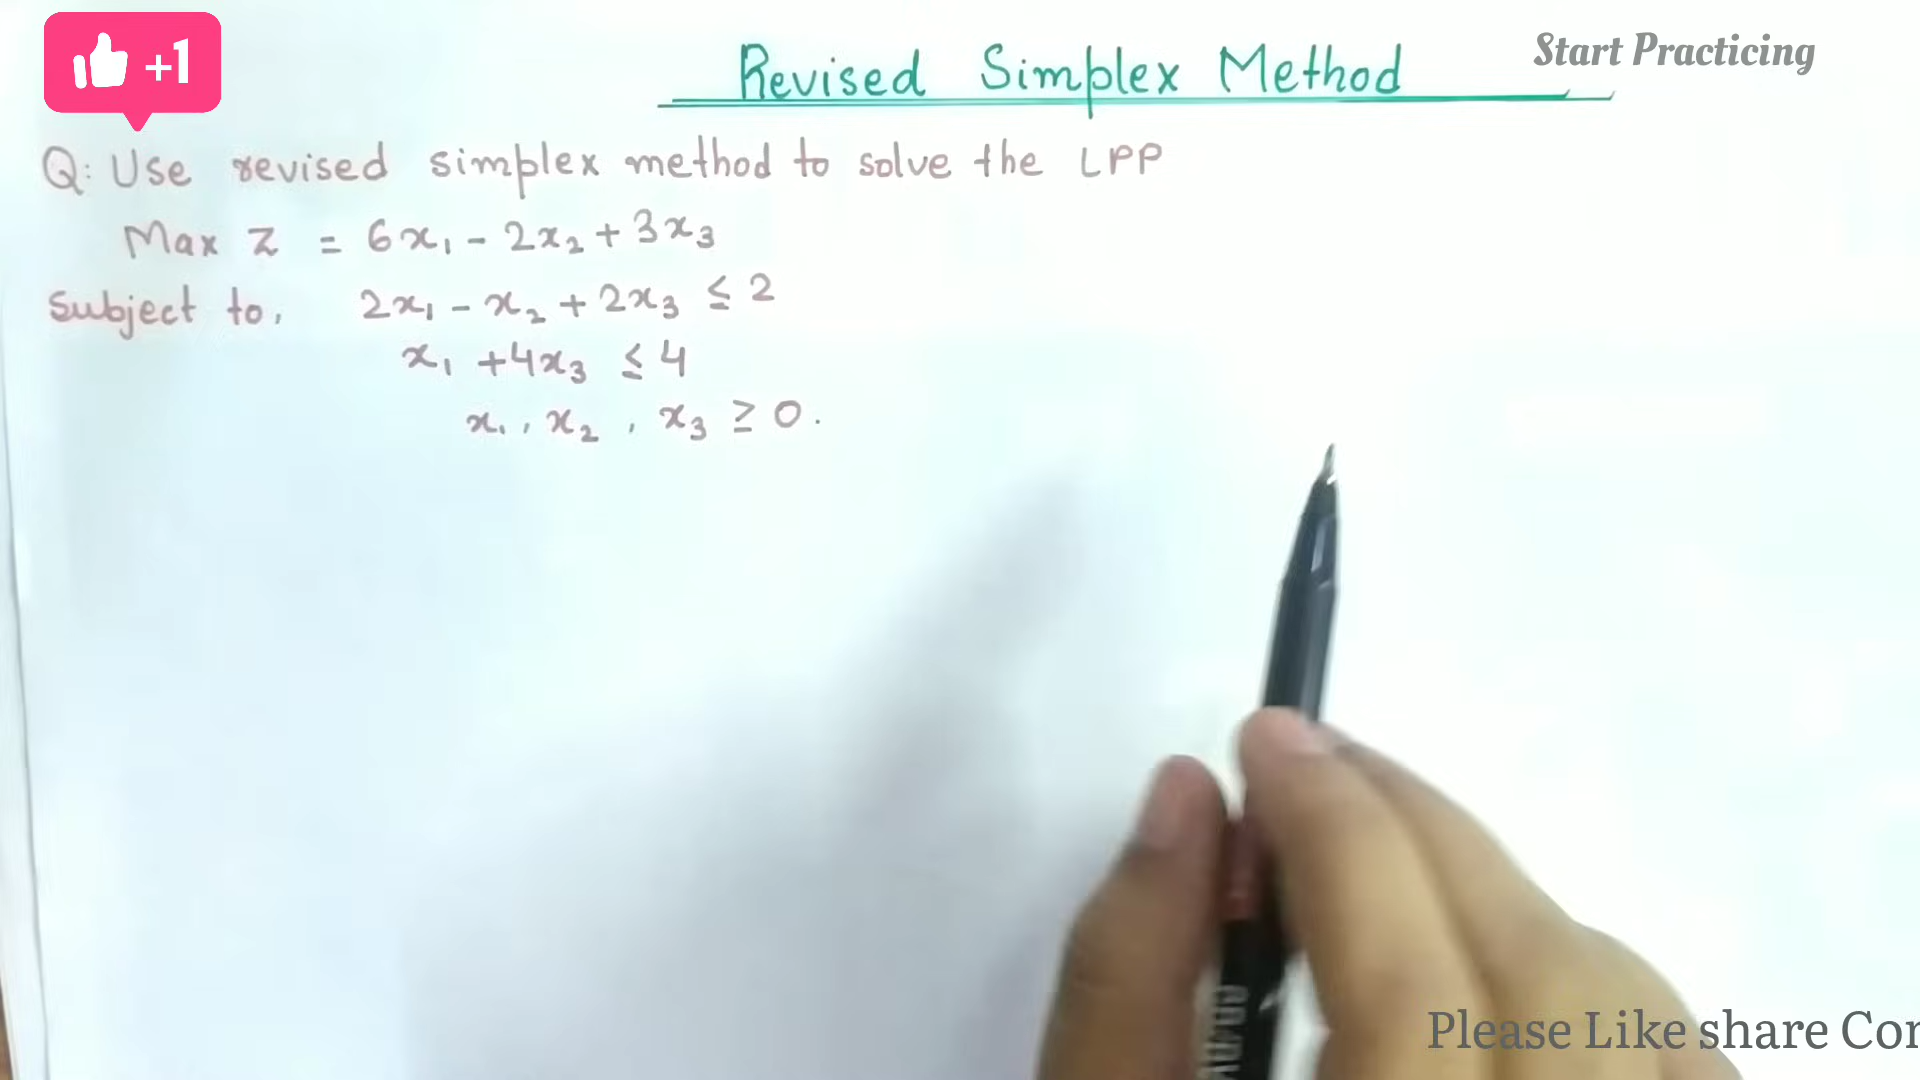 +1
Revised Simplex Method
Start Practicing
Q: Use revised simplex method to solve the LPP
Max Z = 6x₁ - 2x₂ + 3x₃
Subject to, 2x₁ - x₂ + 2x₃ ≤ 2
x₁ + 4x₃ ≤ 4
x₁, x₂, x₃ ≥ 0.
Please Like share Con